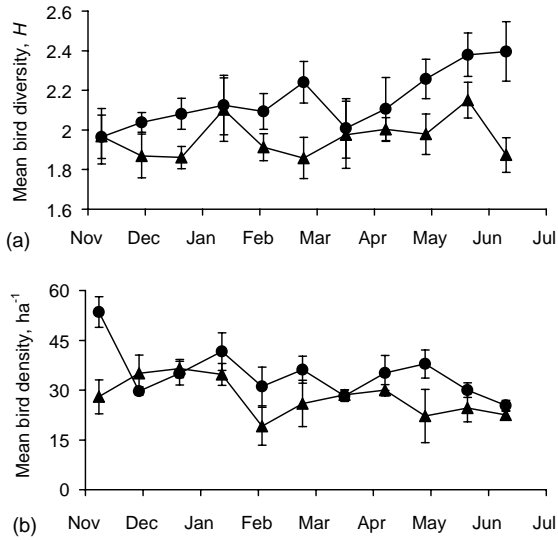 Mean bird diversity, H
2.6
2.4
2.2
2
1.8
1.6
Nov Dec Jan Feb Mar Apr May Jun Jul
(a)
Mean bird density, ha⁻¹
60
45
30
15
0
Nov Dec Jan Feb Mar Apr May Jun Jul
(b)